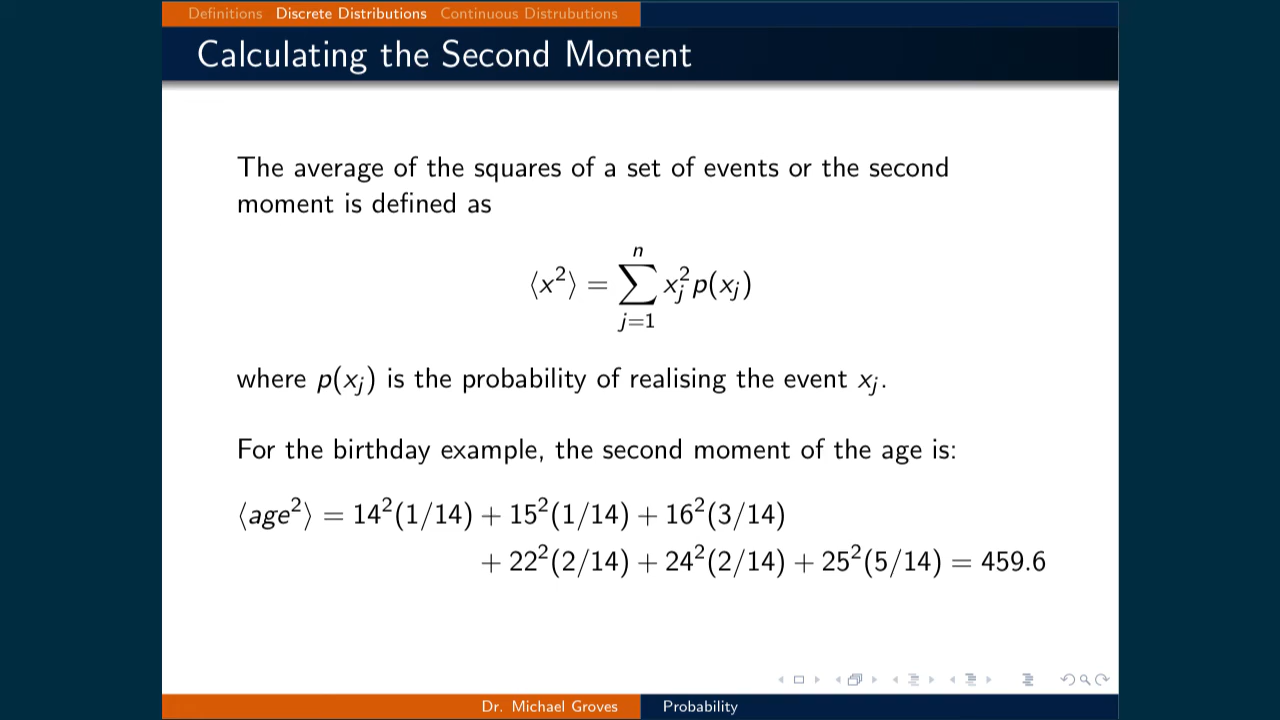 Definitions Discrete Distributions Continuous Distrubutions
Calculating the Second Moment
The average of the squares of a set of events or the second
moment is defined as
⟨x²⟩ = ∑_{j=1}^{n} x_j² p(x_j)
where p(x_j) is the probability of realising the event x_j.
For the birthday example, the second moment of the age is:
⟨age²⟩ = 14²(1/14) + 15²(1/14) + 16²(3/14)
+ 22²(2/14) + 24²(2/14) + 25²(5/14) = 459.6
Dr. Michael Groves Probability